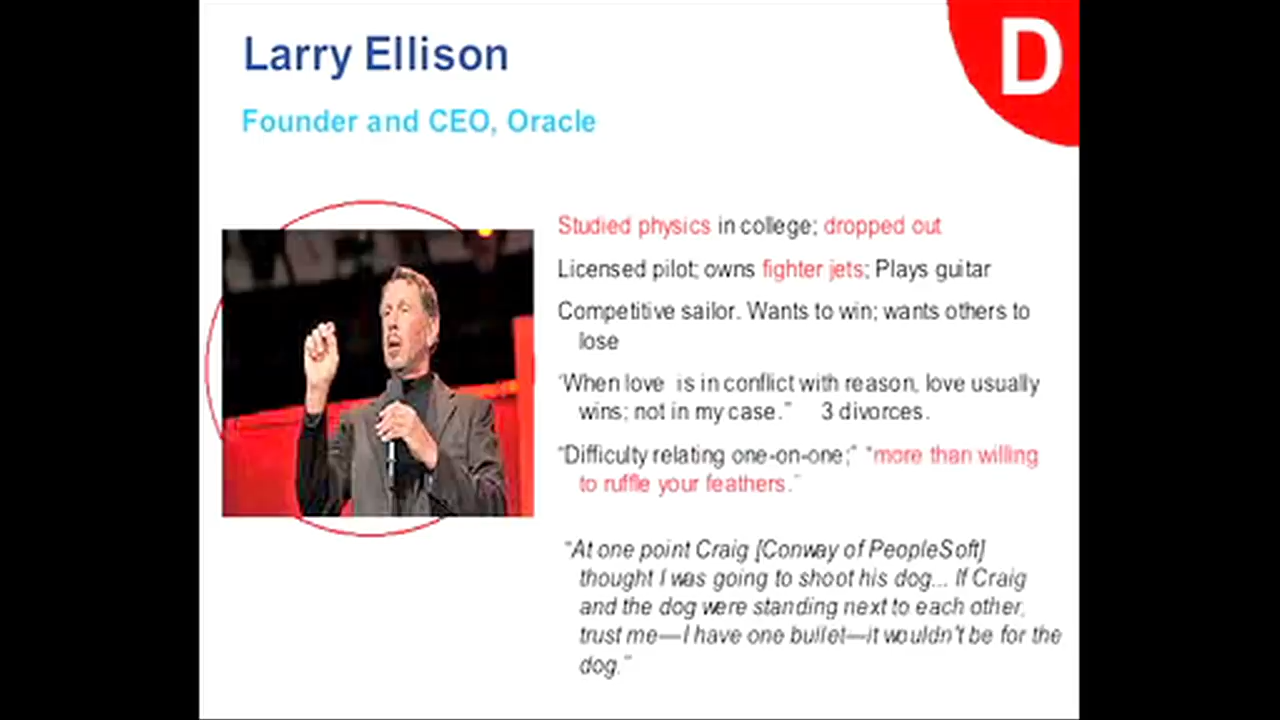 Larry Ellison
D
Founder and CEO, Oracle
Studied physics in college; dropped out
Licensed pilot; owns fighter jets; Plays guitar
Competitive sailor. Wants to win; wants others to
lose
"When love is in conflict with reason, love usually
wins; not in my case." 3 divorces.
"Difficulty relating one-on-one;" "more than willing
to ruffle your feathers."
"At one point Craig [Conway of PeopleSoft]
thought I was going to shoot his dog... If Craig
and the dog were standing next to each other,
trust me—I have one bullet—it wouldn't be for the
dog."